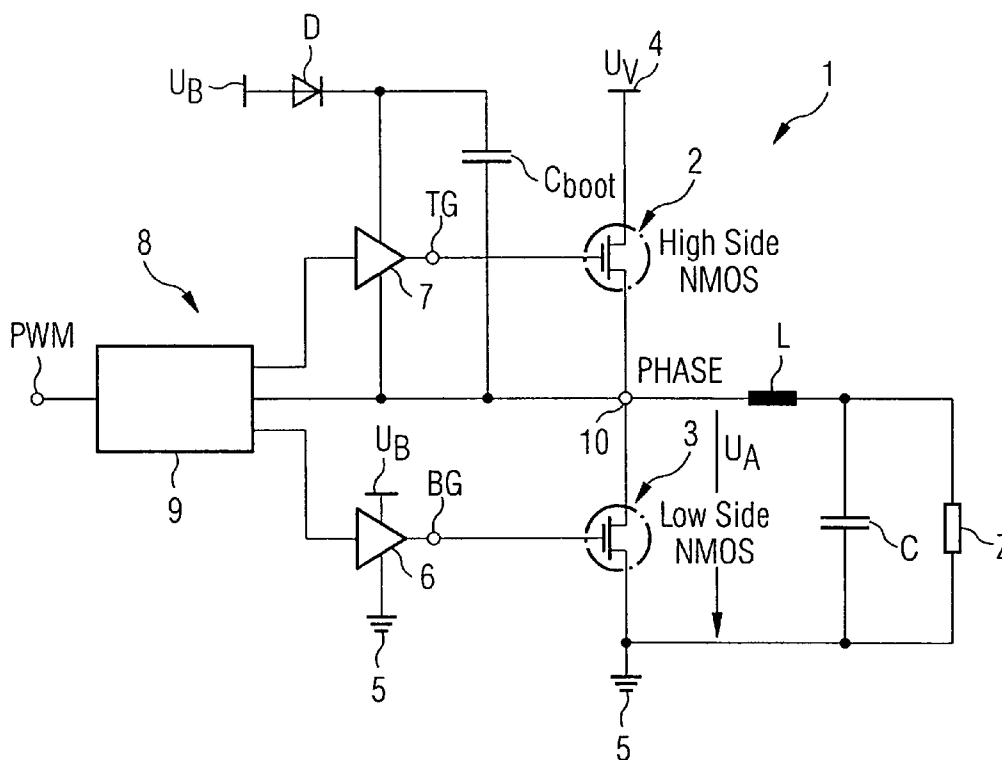 D
U_B
U_V
4
1
C_boot
2
TG
8
7
High Side
NMOS
PWM
PHASE
L
10
9
U_B
BG
3
U_A
Low Side
NMOS
C
Z
6
5
5